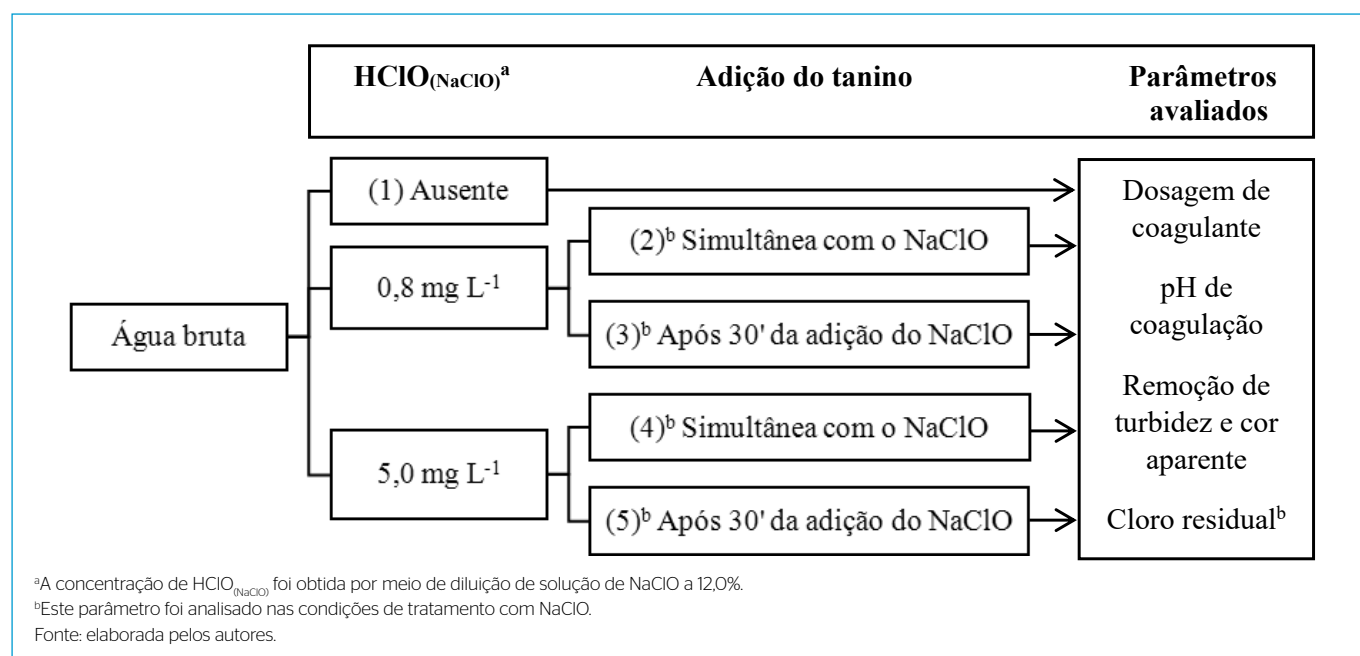 HClO(NaClO)ᵃ Adição do tanino Parâmetros avaliados
Água bruta
(1) Ausente
0,8 mg L⁻¹
(2)ᵇ Simultânea com o NaClO
(3)ᵇ Após 30' da adição do NaClO
5,0 mg L⁻¹
(4)ᵇ Simultânea com o NaClO
(5)ᵇ Após 30' da adição do NaClO
Dosagem de
coagulante
pH de
coagulação
Remoção de
turbidez e cor
aparente
Cloro residualᵇ
ᵃA concentração de HClO(NaClO) foi obtida por meio de diluição de solução de NaClO a 12,0%.
ᵇEste parâmetro foi analisado nas condições de tratamento com NaClO.
Fonte: elaborada pelos autores.